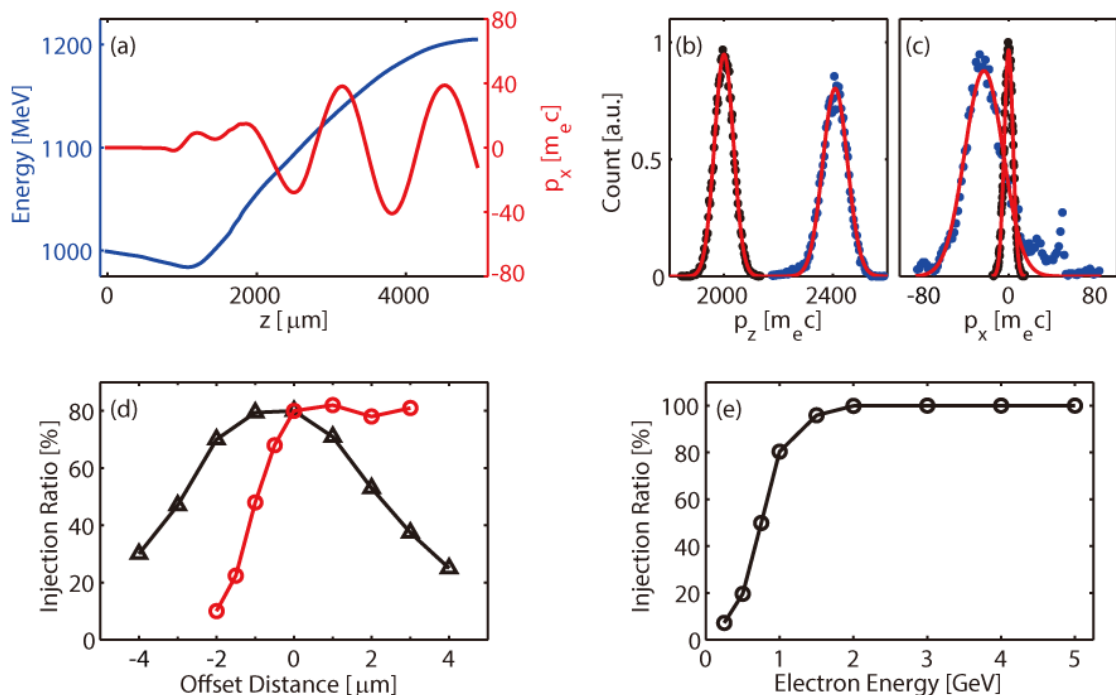 (a)
Energy [MeV]
1200
1100
1000
80
40
0
-40
-80
p_x [m_e c]
0
2000
4000
z [ μm]
(b)
(c)
Count [a.u.]
1
0.5
0
2000
2400
p_z [m_e c]
-80
0
80
p_x [m_e c]
(d)
Injection Ratio [%]
80
60
40
20
0
-4
-2
0
2
4
Offset Distance [ μm]
(e)
Injection Ratio [%]
100
80
60
40
20
0
0
1
2
3
4
5
Electron Energy [GeV]